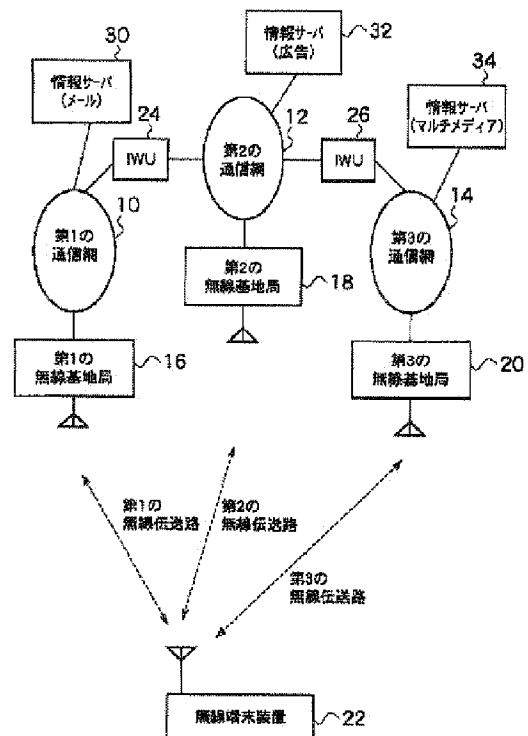 30
情報サーバ
(メール)
情報サーバ
(広告)
32
34
情報サーバ
(マルチメディア)
24
IWU
12
第2の
通信網
26
IWU
10
第1の
通信網
14
第3の
通信網
第2の
無線基地局
18
第1の
無線基地局
16
第3の
無線基地局
20
第1の
無線伝送路
第2の
無線伝送路
第3の
無線伝送路
無線端末装置
22